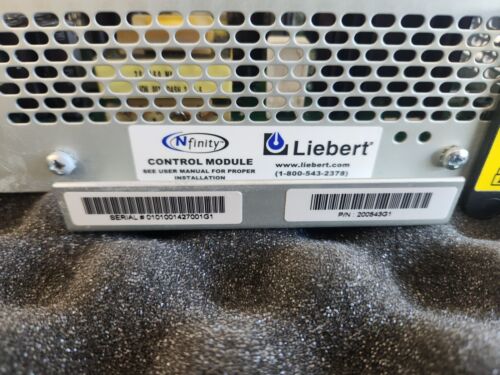 Nfinity
CONTROL MODULE
SEE USER MANUAL FOR PROPER
INSTALLATION
Liebert®
www.liebert.com
(1-800-543-2378)
SERIAL # 0101001427001G1
P/N : 200543G1